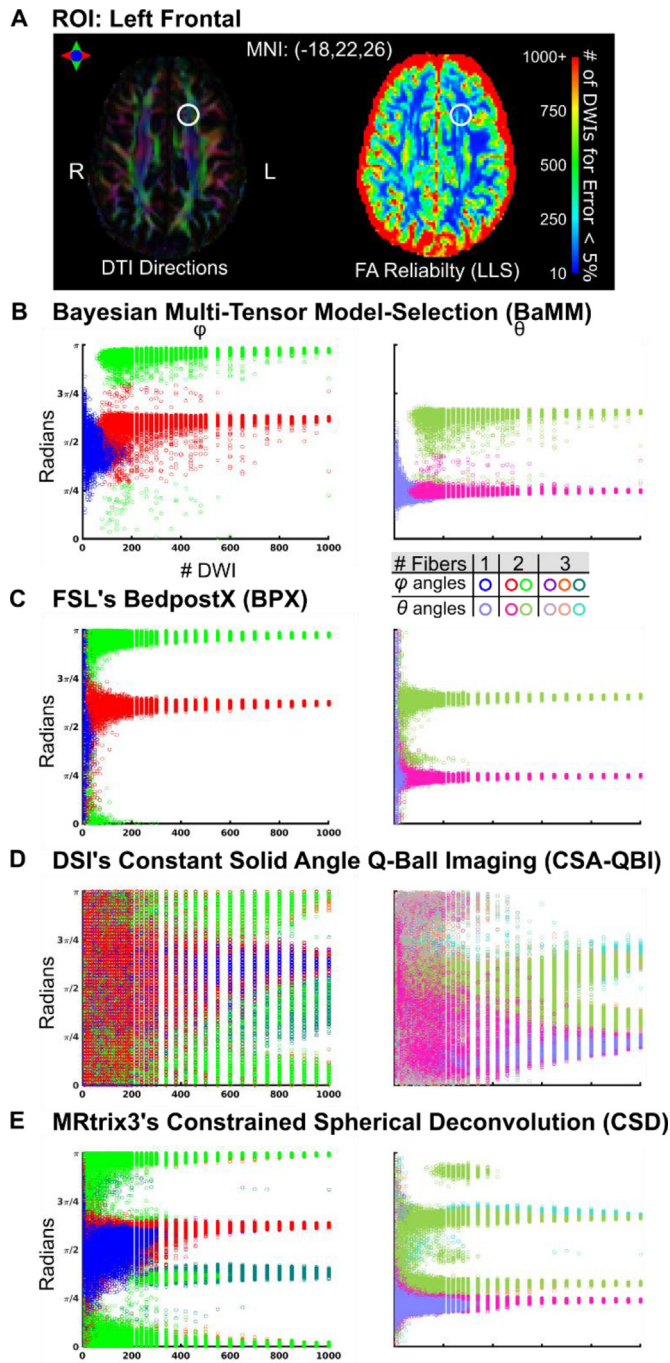 A ROI: Left Frontal
MNI: (-18,22,26)
R
L
DTI Directions
FA Reliabilty (LLS)
1000+
750
500
250
10
# of DWIs for Error < 5%
B Bayesian Multi-Tensor Model-Selection (BaMM)
φ
θ
π
3π/4
π/2
π/4
0
Radians
0 200 400 600 800 1000
# DWI
# Fibers 1 2 3
φ angles
θ angles
C FSL's BedpostX (BPX)
π
3π/4
π/2
π/4
0
Radians
0 200 400 600 800 1000
D DSI's Constant Solid Angle Q-Ball Imaging (CSA-QBI)
π
3π/4
π/2
π/4
0
Radians
0 200 400 600 800 1000
E MRtrix3's Constrained Spherical Deconvolution (CSD)
π
3π/4
π/2
π/4
0
Radians
0 200 400 600 800 1000